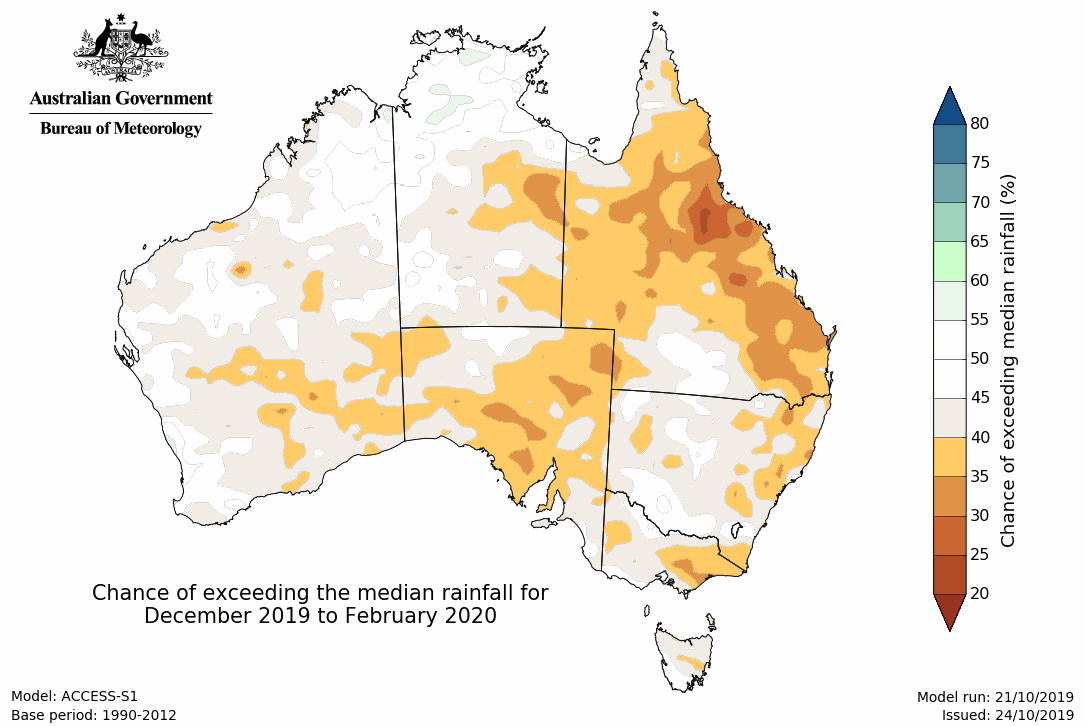 Australian Government
Bureau of Meteorology
80
75
70
65
60
55
50
45
40
35
30
25
20
Chance of exceeding median rainfall (%)
Chance of exceeding the median rainfall for
December 2019 to February 2020
Model: ACCESS-S1
Base period: 1990-2012
Model run: 21/10/2019
Issued: 24/10/2019